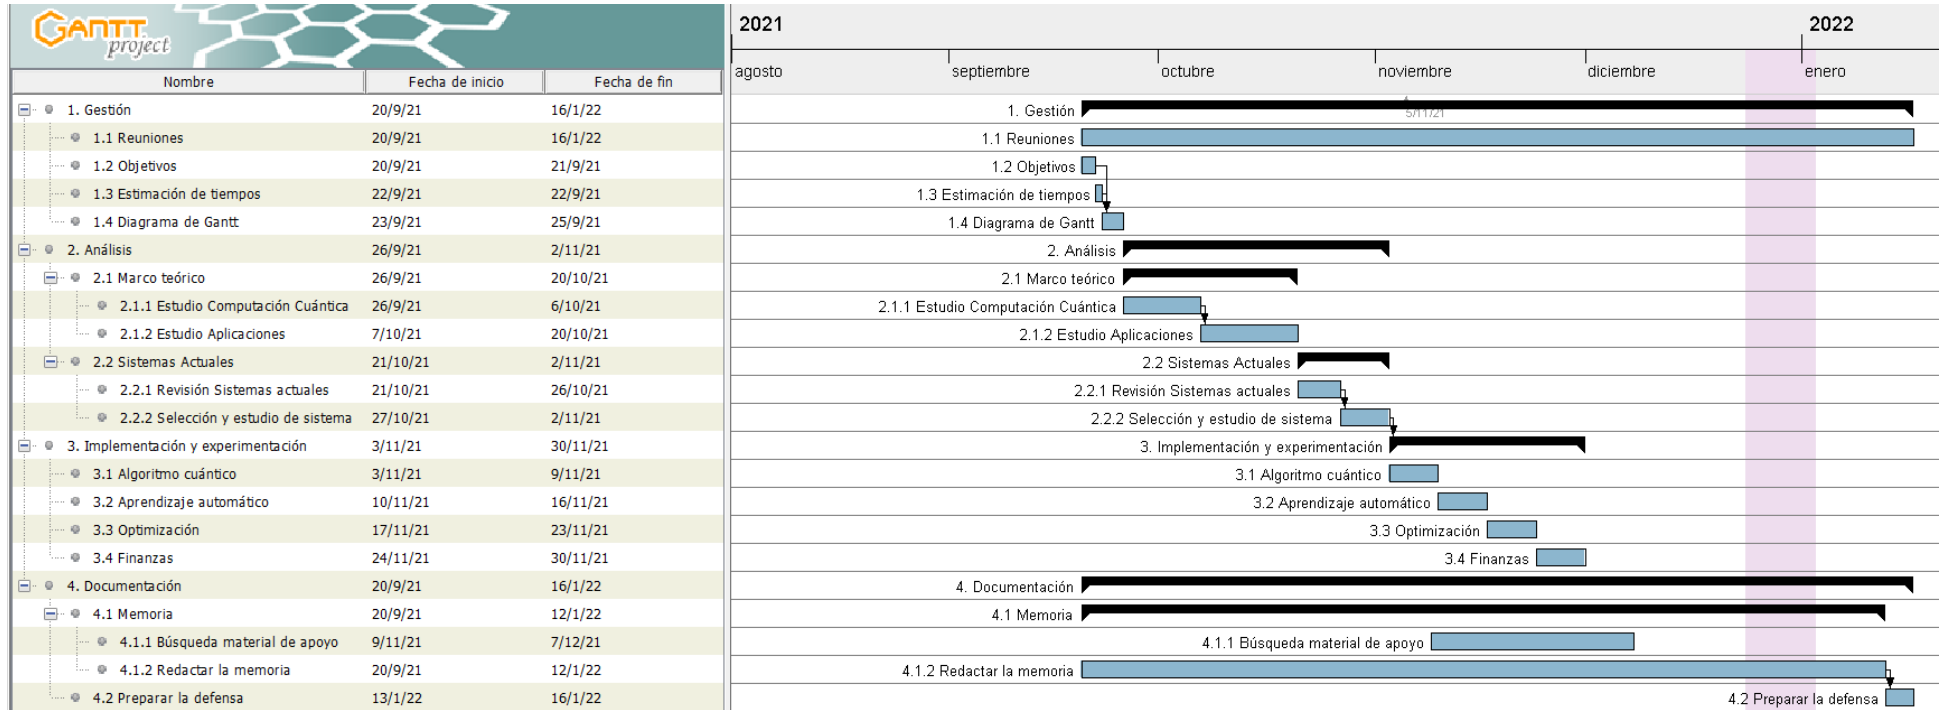 GANTT
project
2021 2022
agosto septiembre octubre noviembre diciembre enero
Nombre Fecha de inicio Fecha de fin
1. Gestión 20/9/21 16/1/22 1. Gestión 5/11/21
1.1 Reuniones 20/9/21 16/1/22 1.1 Reuniones
1.2 Objetivos 20/9/21 21/9/21 1.2 Objetivos
1.3 Estimación de tiempos 22/9/21 22/9/21 1.3 Estimación de tiempos
1.4 Diagrama de Gantt 23/9/21 25/9/21 1.4 Diagrama de Gantt
2. Análisis 26/9/21 2/11/21 2. Análisis
2.1 Marco teórico 26/9/21 20/10/21 2.1 Marco teórico
2.1.1 Estudio Computación Cuántica 26/9/21 6/10/21 2.1.1 Estudio Computación Cuántica
2.1.2 Estudio Aplicaciones 7/10/21 20/10/21 2.1.2 Estudio Aplicaciones
2.2 Sistemas Actuales 21/10/21 2/11/21 2.2 Sistemas Actuales
2.2.1 Revisión Sistemas actuales 21/10/21 26/10/21 2.2.1 Revisión Sistemas actuales
2.2.2 Selección y estudio de sistema 27/10/21 2/11/21 2.2.2 Selección y estudio de sistema
3. Implementación y experimentación 3/11/21 30/11/21 3. Implementación y experimentación
3.1 Algoritmo cuántico 3/11/21 9/11/21 3.1 Algoritmo cuántico
3.2 Aprendizaje automático 10/11/21 16/11/21 3.2 Aprendizaje automático
3.3 Optimización 17/11/21 23/11/21 3.3 Optimización
3.4 Finanzas 24/11/21 30/11/21 3.4 Finanzas
4. Documentación 20/9/21 16/1/22 4. Documentación
4.1 Memoria 20/9/21 12/1/22 4.1 Memoria
4.1.1 Búsqueda material de apoyo 9/11/21 7/12/21 4.1.1 Búsqueda material de apoyo
4.1.2 Redactar la memoria 20/9/21 12/1/22 4.1.2 Redactar la memoria
4.2 Preparar la defensa 13/1/22 16/1/22 4.2 Preparar la defensa